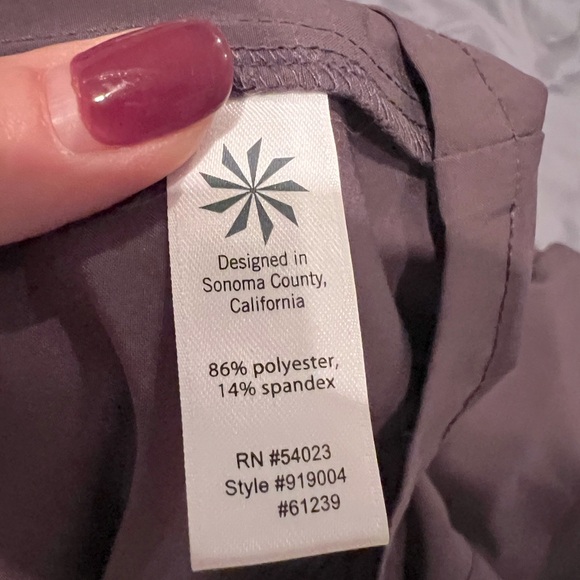 Designed in
Sonoma County,
California
86% polyester,
14% spandex
RN #54023
Style #919004
#61239